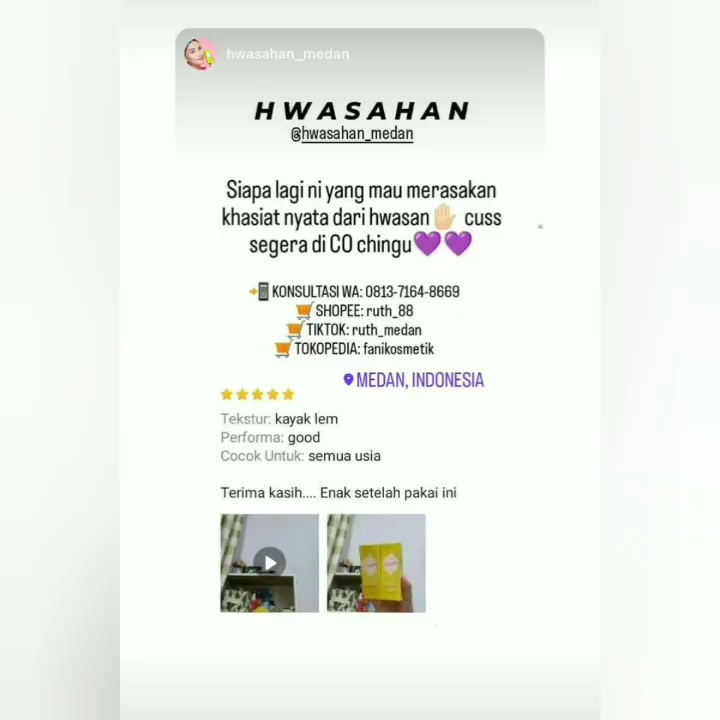 hwasahan_medan
HWASAHAN
@hwasahan_medan
Siapa lagi ni yang mau merasakan
khasiat nyata dari hwasan✋🏻 cuss
segera di CO chingu💜💜
📲KONSULTASI WA: 0813-7164-8669
🛒SHOPEE: ruth_88
🛒TIKTOK: ruth_medan
🛒TOKOPEDIA: fanikosmetik
📍MEDAN, INDONESIA
Tekstur: kayak lem
Performa: good
Cocok Untuk: semua usia
Terima kasih.... Enak setelah pakai ini